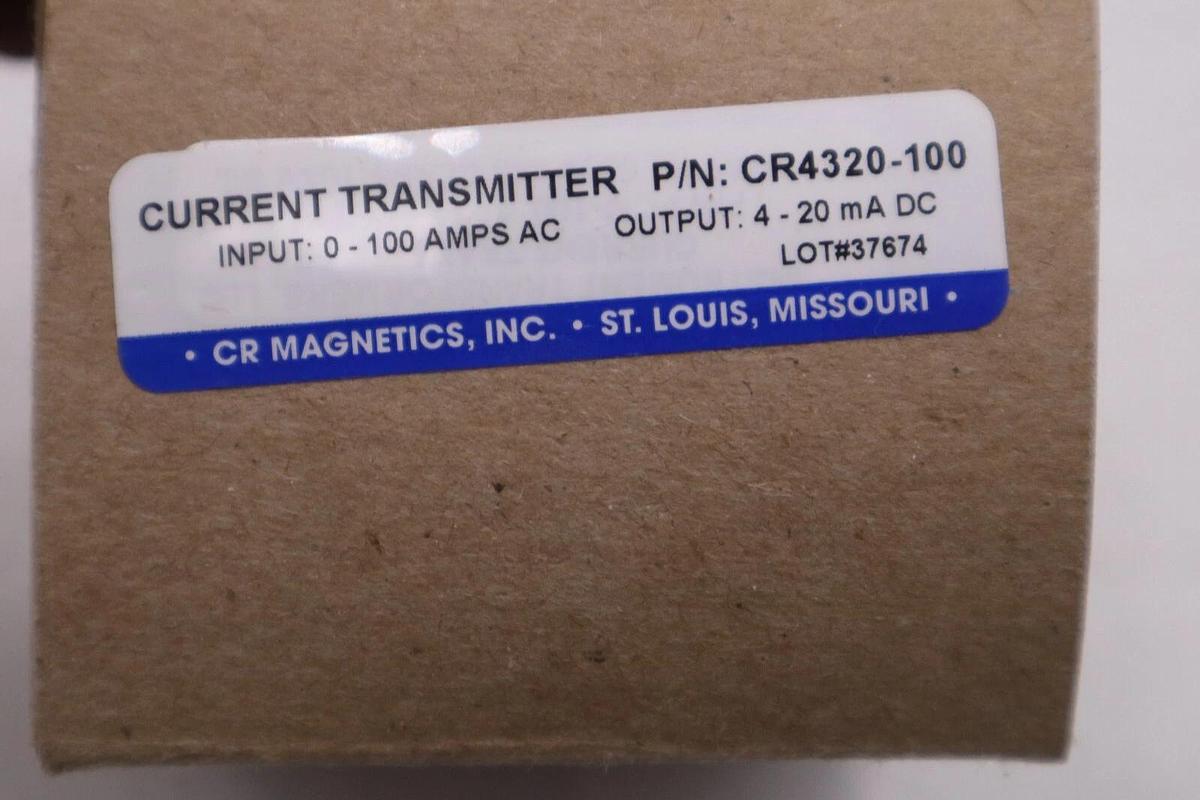 CURRENT TRANSMITTER P/N: CR4320-100
INPUT: 0 - 100 AMPS AC OUTPUT: 4 - 20 mA DC
LOT#37674
• CR MAGNETICS, INC. • ST. LOUIS, MISSOURI •